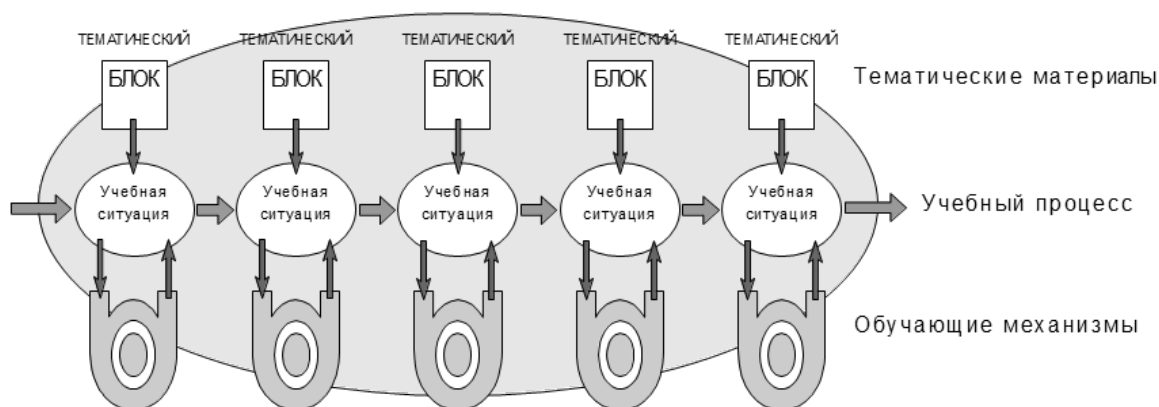 ТЕМАТИЧЕСКИЙ ТЕМАТИЧЕСКИЙ ТЕМАТИЧЕСКИЙ ТЕМАТИЧЕСКИЙ ТЕМАТИЧЕСКИЙ
БЛОК БЛОК БЛОК БЛОК БЛОК
Тематические материалы
Учебная Учебная Учебная Учебная Учебная
ситуация ситуация ситуация ситуация ситуация
Учебный процесс
Обучающие механизмы